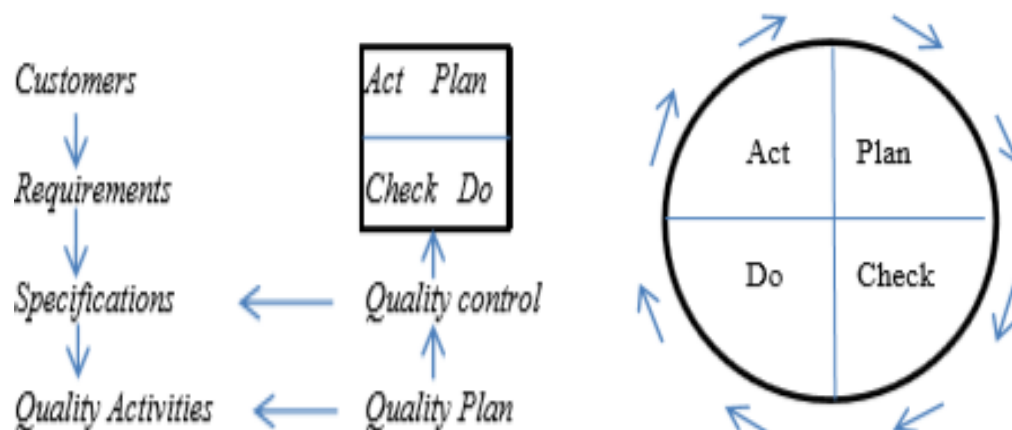 Customers
Requirements
Specifications
Quality Activities
Act Plan
Check Do
Quality control
Quality Plan
Act Plan
Do Check